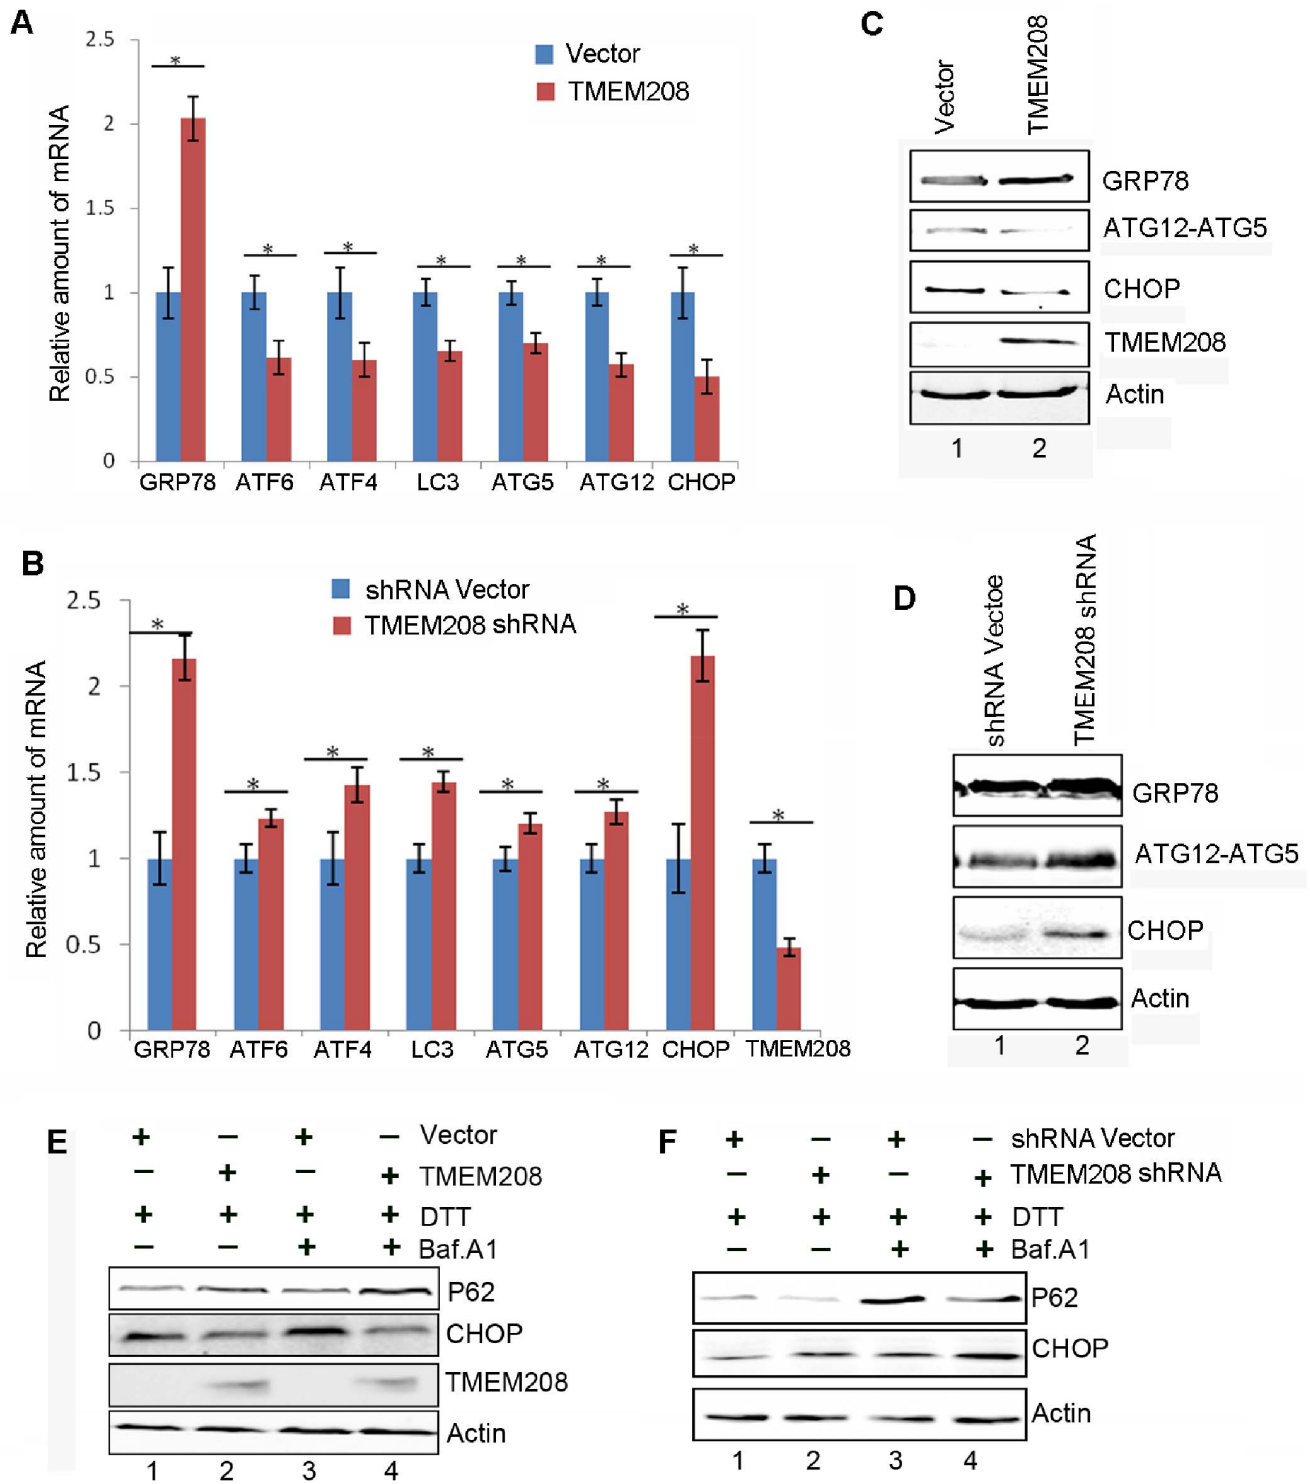 A
2.5
2
1.5
1
0.5
0
Relative amount of mRNA
Vector
TMEM208
*
*
*
*
*
*
*
GRP78 ATF6 ATF4 LC3 ATG5 ATG12 CHOP
C
Vector
TMEM208
GRP78
ATG12-ATG5
CHOP
TMEM208
Actin
1 2
B
2.5
2
1.5
1
0.5
0
Relative amount of mRNA
shRNA Vector
TMEM208 shRNA
*
*
*
*
*
*
*
*
GRP78 ATF6 ATF4 LC3 ATG5 ATG12 CHOP TMEM208
D
shRNA Vectoe
TMEM208 shRNA
GRP78
ATG12-ATG5
CHOP
Actin
1 2
E
+ − + − Vector
− + − + TMEM208
+ + + + DTT
− − + + Baf.A1
P62
CHOP
TMEM208
Actin
1 2 3 4
F
+ − + − shRNA Vector
− + − + TMEM208 shRNA
+ + + + DTT
− − + + Baf.A1
P62
CHOP
Actin
1 2 3 4